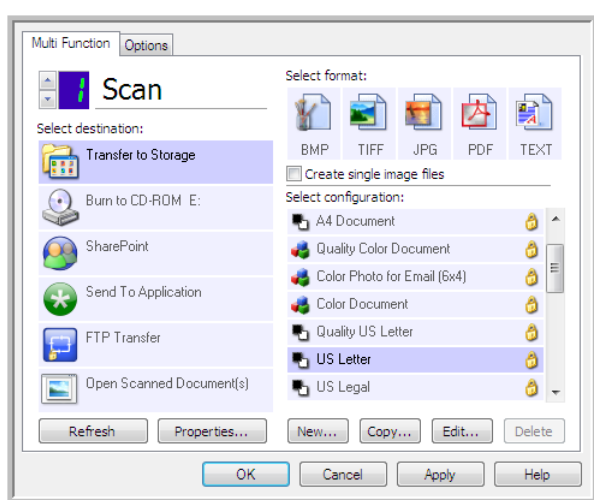 Multi Function
Options
1
Scan
Select destination:
Transfer to Storage
Burn to CD-ROM E:
SharePoint
Send To Application
FTP Transfer
Open Scanned Document(s)
Refresh
Properties...
Select format:
BMP
TIFF
JPG
PDF
TEXT
Create single image files
Select configuration:
A4 Document
Quality Color Document
Color Photo for Email (6x4)
Color Document
Quality US Letter
US Letter
US Legal
New...
Copy...
Edit...
Delete
OK
Cancel
Apply
Help